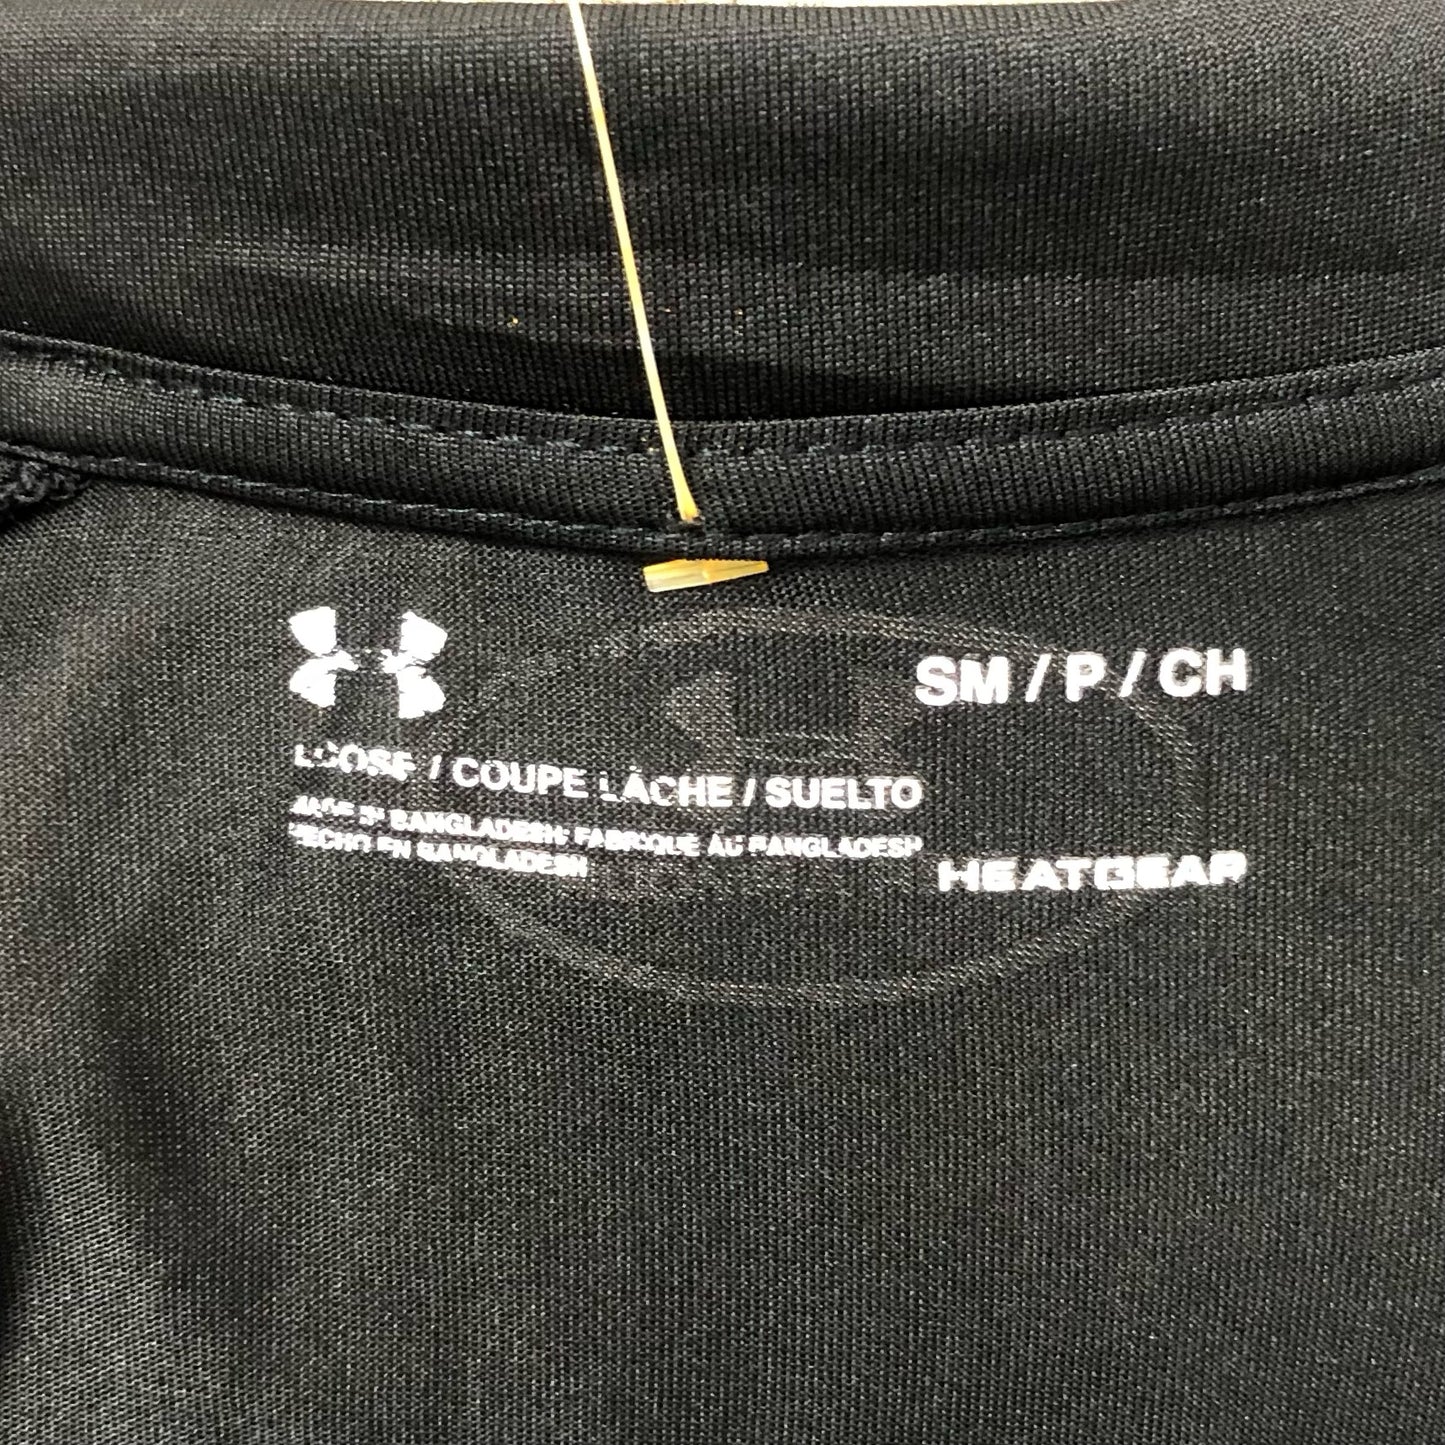 SM / P / CH
LOOSE / COUPE LÂCHE / SUELTO
MADE IN BANGLADESH: FABRIQUÉ AU BANGLADESH
HECHO EN BANGLADESH
HEATGEAR